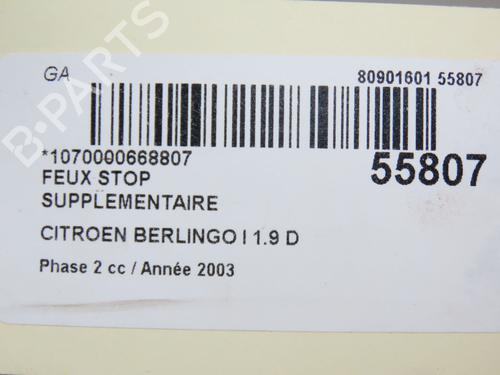 B-PARTS
GA
80901601 55807
*1070000668807
55807
FEUX STOP
SUPPLEMENTAIRE
CITROEN BERLINGO I 1.9 D
Phase 2 cc / Année 2003